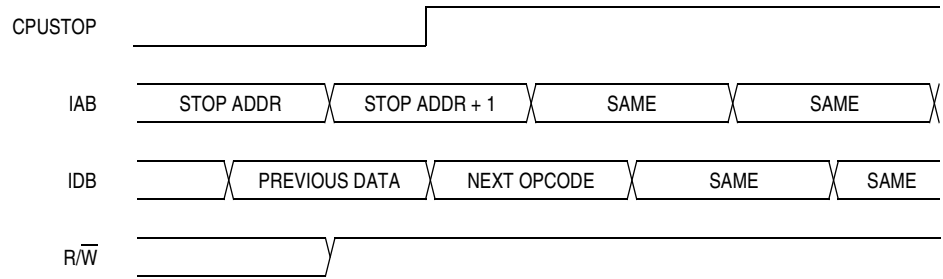 CPUSTOP
IAB STOP ADDR STOP ADDR + 1 SAME SAME
IDB PREVIOUS DATA NEXT OPCODE SAME SAME
R/W̅